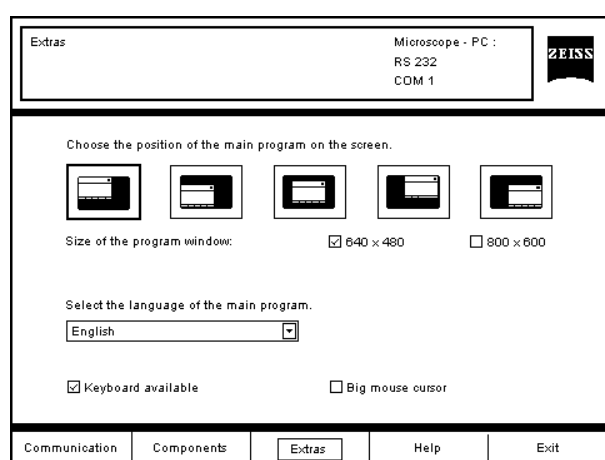 Extras
Microscope - PC :
RS 232
COM 1
ZEISS
Choose the position of the main program on the screen.
Size of the program window:
640 x 480
800 x 600
Select the language of the main program.
English
Keyboard available
Big mouse cursor
Communication
Components
Extras
Help
Exit